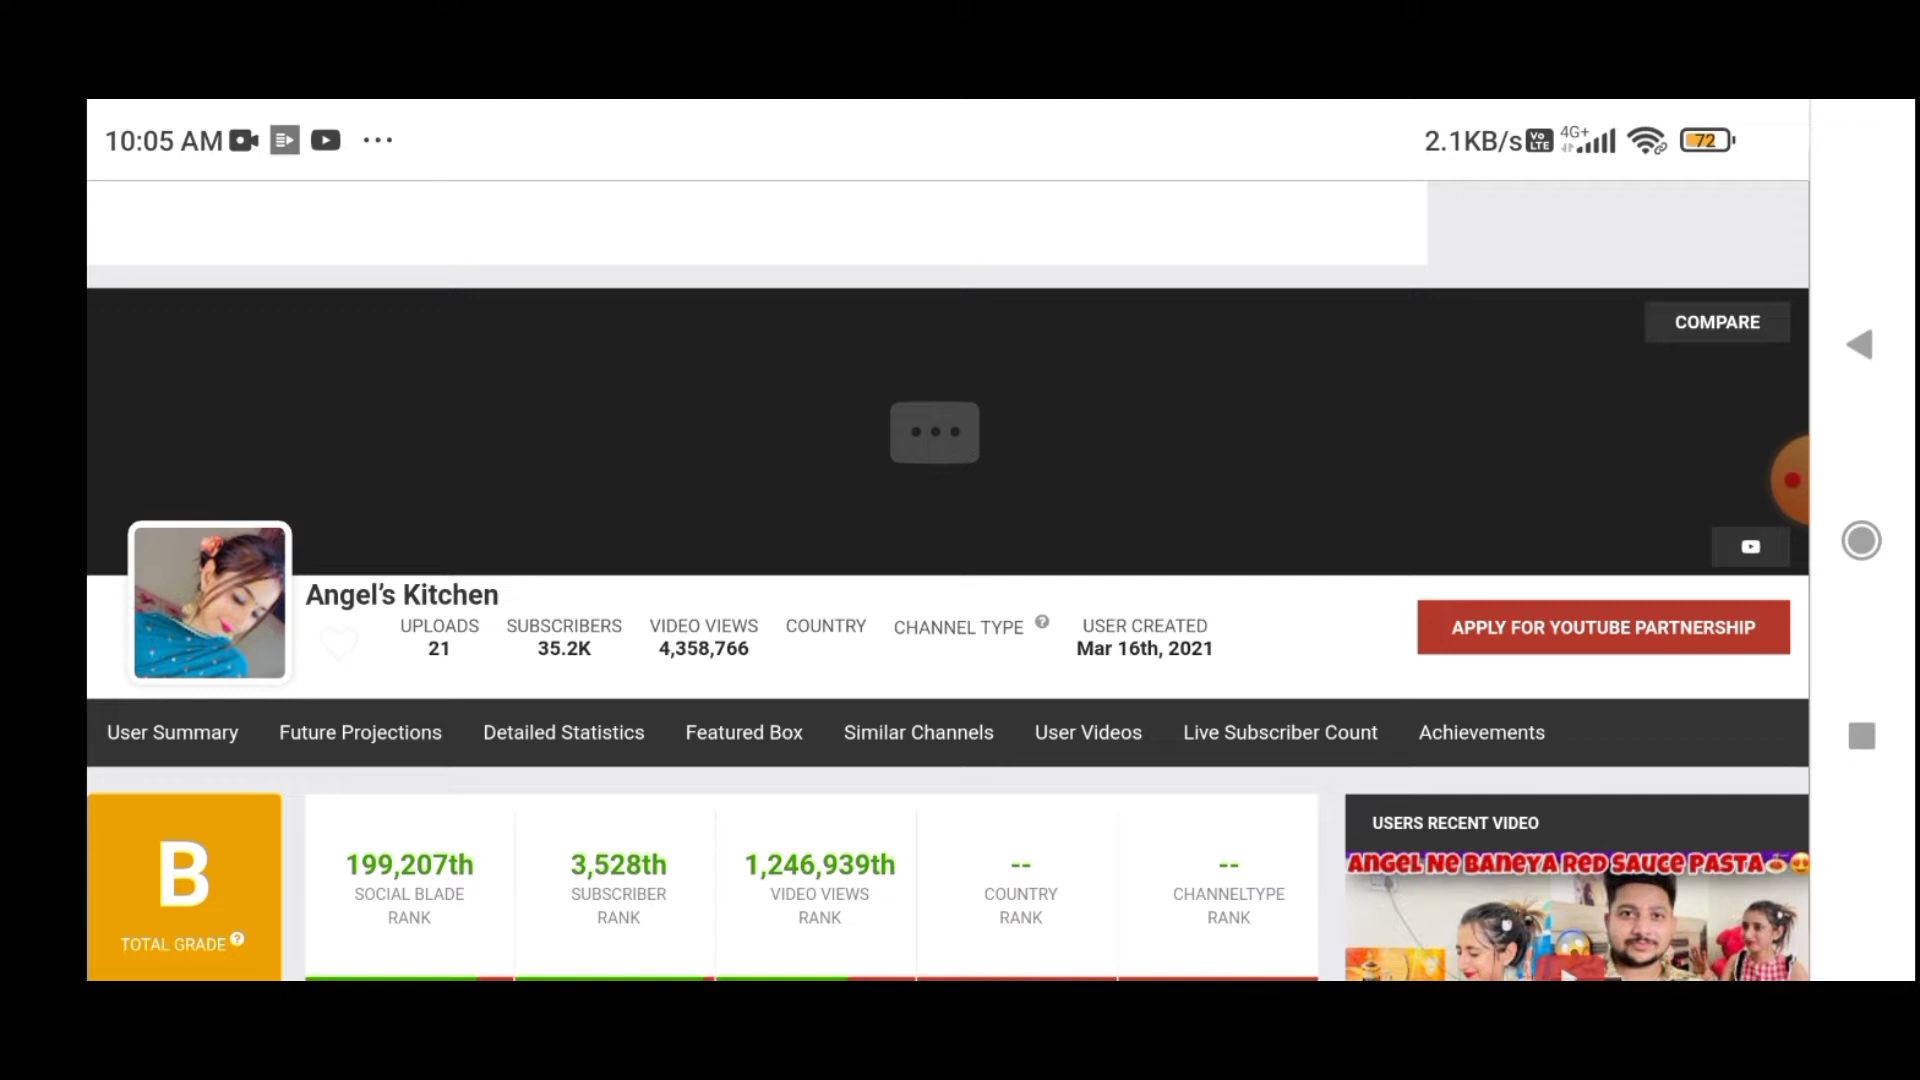 10:05 AM
2.1KB/s Vo LTE 4G+ 72
COMPARE
Angel’s Kitchen
UPLOADS SUBSCRIBERS VIDEO VIEWS COUNTRY CHANNEL TYPE ? USER CREATED
21 35.2K 4,358,766 Mar 16th, 2021
APPLY FOR YOUTUBE PARTNERSHIP
User Summary Future Projections Detailed Statistics Featured Box Similar Channels User Videos Live Subscriber Count Achievements
B
TOTAL GRADE ?
199,207th 3,528th 1,246,939th -- --
SOCIAL BLADE SUBSCRIBER VIDEO VIEWS COUNTRY CHANNELTYPE
RANK RANK RANK RANK RANK
USERS RECENT VIDEO
ANGEL NE BANEYA RED SAUCE PASTA